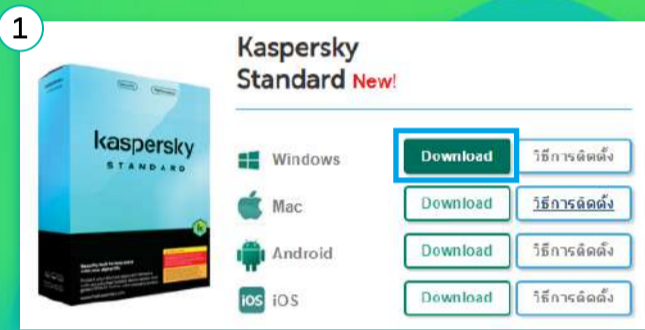 1
Kaspersky
Standard New!
kaspersky
STANDARD
Windows Download วิธีการติดตั้ง
Mac Download วิธีการติดตั้ง
Android Download วิธีการติดตั้ง
iOS iOS Download วิธีการติดตั้ง